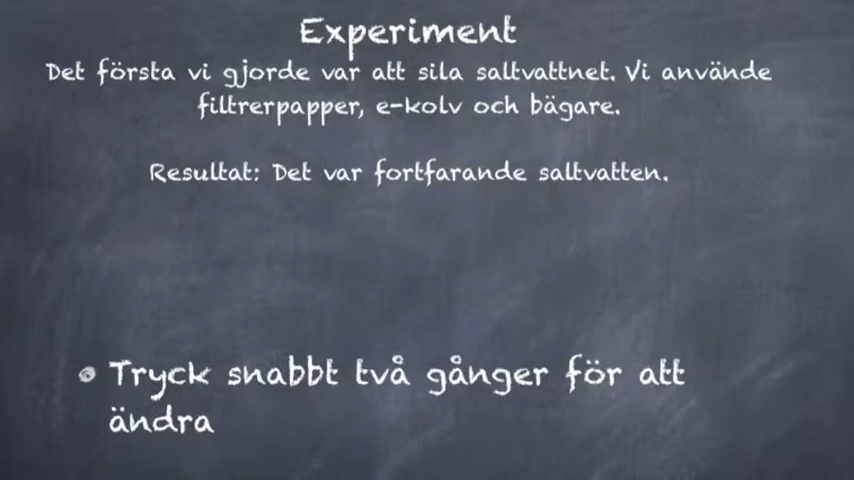 Experiment
Det första vi gjorde var att sila saltvattnet. Vi använde
filtrerpapper, e-kolv och bägare.
Resultat: Det var fortfarande saltvatten.
Tryck snabbt två gånger för att
ändra